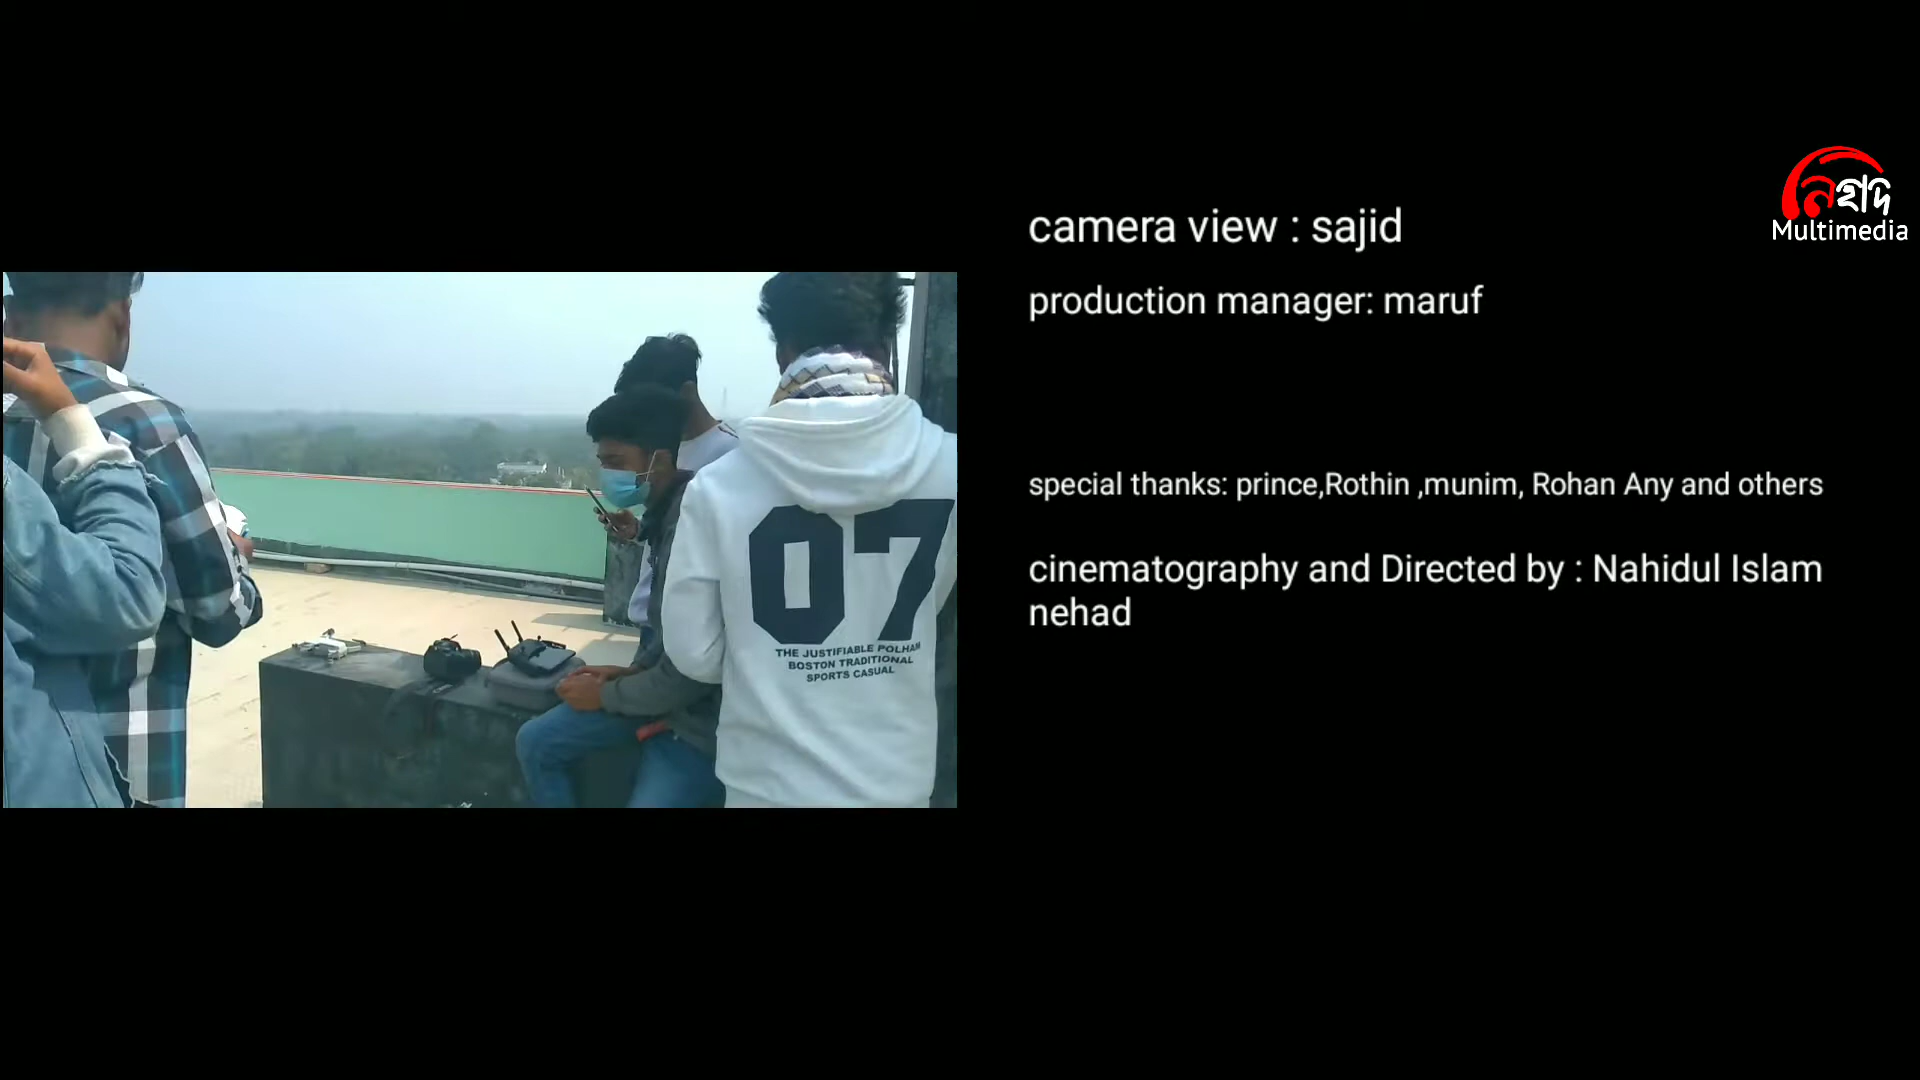 নেহাদ
Multimedia
camera view : sajid
production manager: maruf
special thanks: prince,Rothin ,munim, Rohan Any and others
cinematography and Directed by : Nahidul Islam
nehad
07
THE JUSTIFIABLE POLHAM
BOSTON TRADITIONAL
SPORTS CASUAL